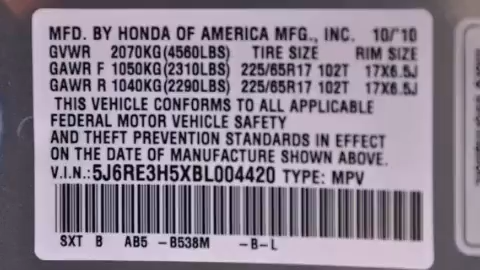 MFD. BY HONDA OF AMERICA MFG., INC. 10/'10
GVWR 2070KG(4560LBS) TIRE SIZE RIM SIZE
GAWR F 1050KG(2310LBS) 225/65R17 102T 17X6.5J
GAWR R 1040KG(2290LBS) 225/65R17 102T 17X6.5J
THIS VEHICLE CONFORMS TO ALL APPLICABLE
FEDERAL MOTOR VEHICLE SAFETY
AND THEFT PREVENTION STANDARDS IN EFFECT
ON THE DATE OF MANUFACTURE SHOWN ABOVE.
V.I.N.:5J6RE3H5XBL004420 TYPE: MPV
SXT B AB5 -B538M -B-L